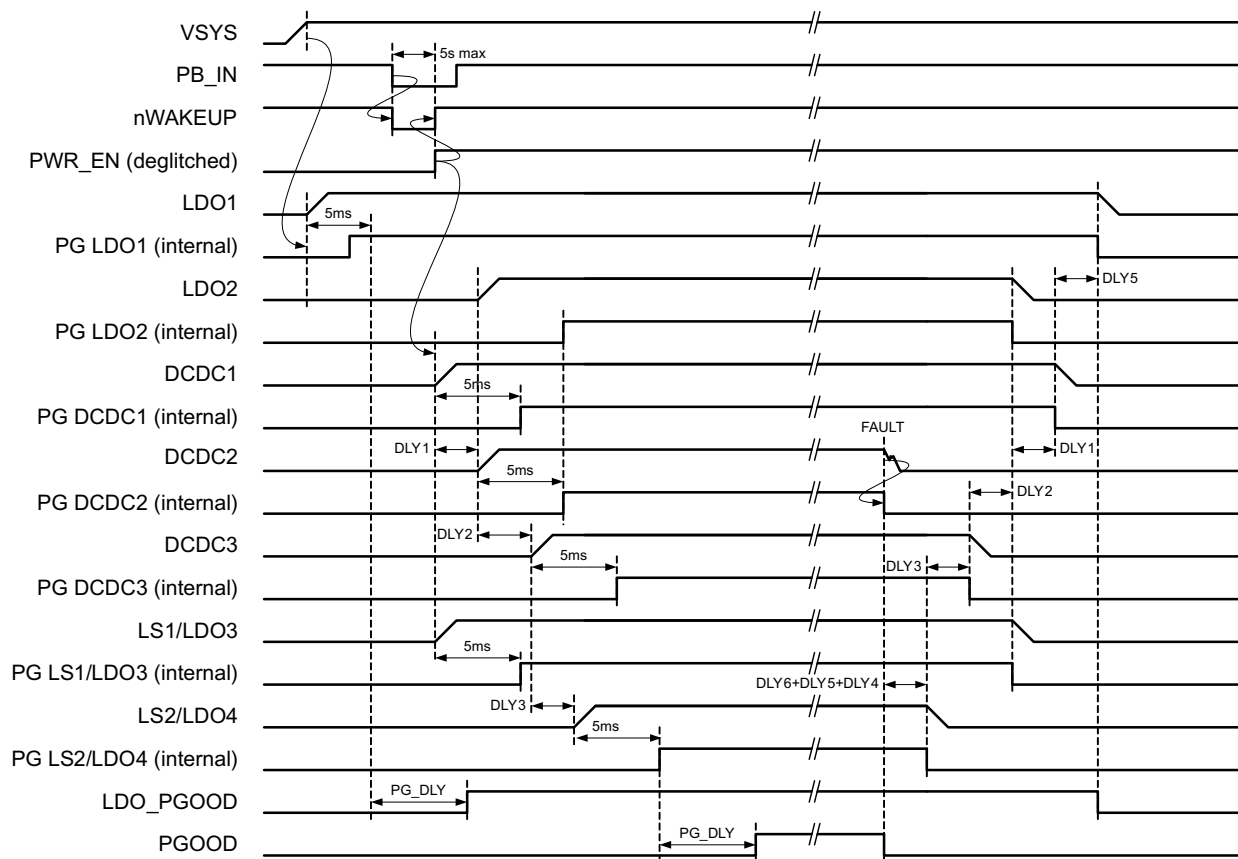 VSYS
5s max
PB_IN
nWAKEUP
PWR_EN (deglitched)
LDO1
5ms
PG LDO1 (internal)
LDO2
DLY5
PG LDO2 (internal)
DCDC1
5ms
PG DCDC1 (internal)
FAULT
DLY1
DLY1
DCDC2
5ms
DLY2
PG DCDC2 (internal)
DLY2
DCDC3
5ms
DLY3
PG DCDC3 (internal)
LS1/LDO3
5ms
PG LS1/LDO3 (internal)
DLY6+DLY5+DLY4
DLY3
LS2/LDO4
5ms
PG LS2/LDO4 (internal)
PG_DLY
LDO_PGOOD
PG_DLY
PGOOD